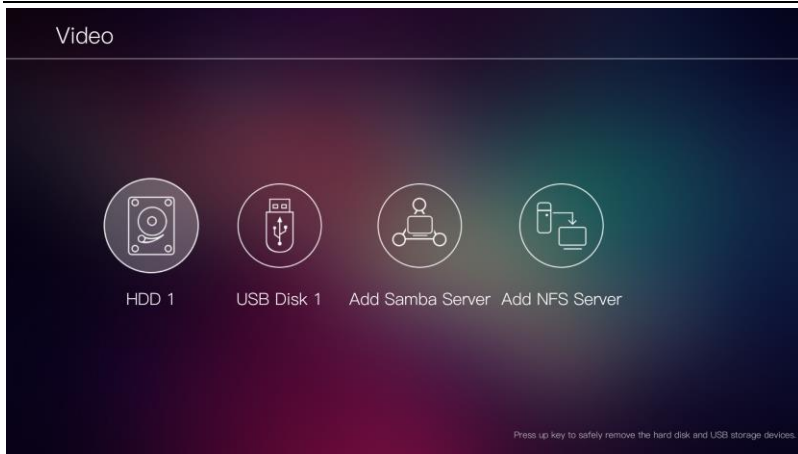 Video
HDD 1
USB Disk 1
Add Samba Server
Add NFS Server
Press up key to safely remove the hard disk and USB storage devices.